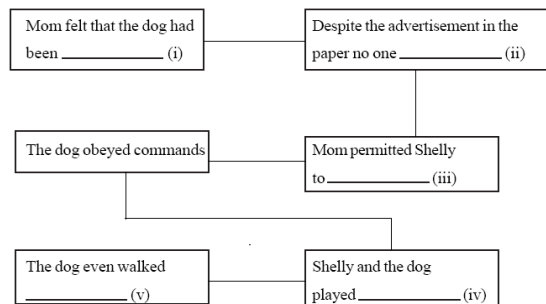 Mom felt that the dog had
been ____________ (i)
Despite the advertisement in the
paper no one ____________ (ii)
The dog obeyed commands
Mom permitted Shelly
to ____________ (iii)
The dog even walked
____________ (v)
Shelly and the dog
played ____________ (iv)